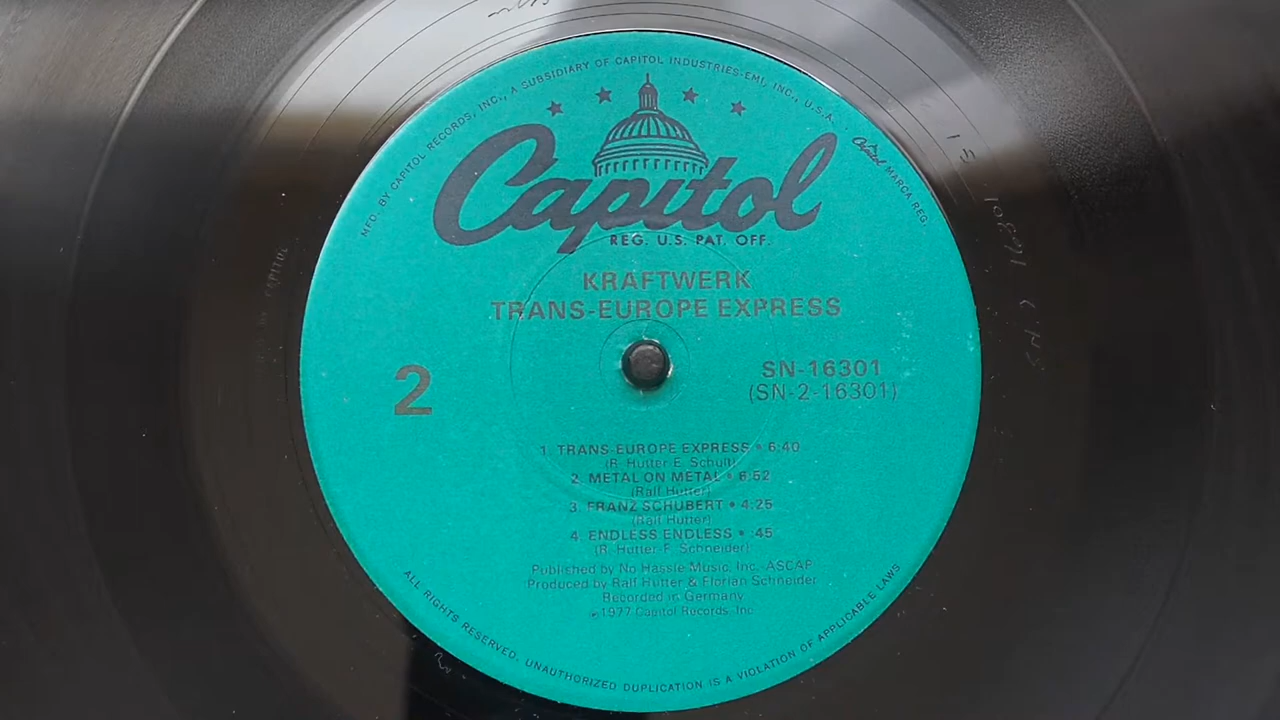 MFD. BY CAPITOL RECORDS, INC., A SUBSIDIARY OF CAPITOL INDUSTRIES-EMI, INC., U.S.A. • Capitol MARCA REG.
Capitol
REG. U.S. PAT. OFF.
KRAFTWERK
TRANS-EUROPE EXPRESS
2
SN-16301
(SN-2-16301)
1. TRANS-EUROPE EXPRESS • 6:40
(R. Hutter-E. Schult)
2. METAL ON METAL • 6:52
(Ralf Hutter)
3. FRANZ SCHUBERT • 4:25
(Ralf Hutter)
4. ENDLESS ENDLESS • :45
(R. Hutter-F. Schneider)
Published by No Hassle Music, Inc.-ASCAP
Produced by Ralf Hutter & Florian Schneider
Recorded in Germany
℗1977 Capitol Records, Inc.
ALL RIGHTS RESERVED. UNAUTHORIZED DUPLICATION IS A VIOLATION OF APPLICABLE LAWS